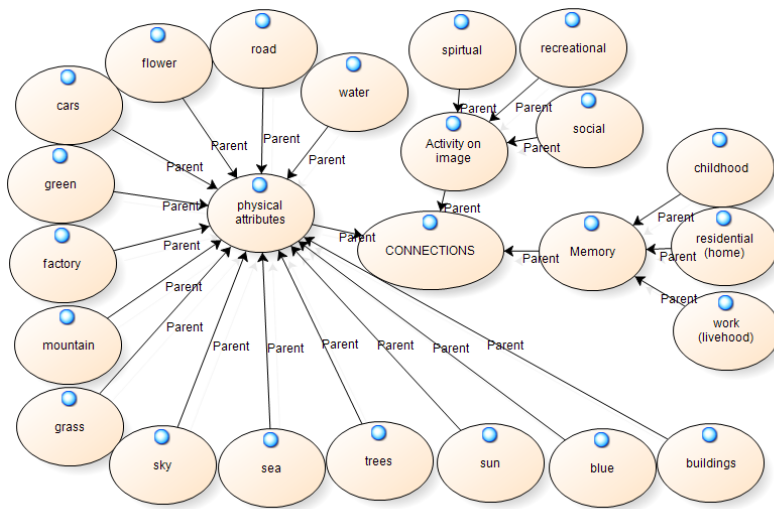 road
spirtual
recreational
flower
cars
water
Parent
Parent
Parent
Parent
Parent
Parent
Parent
social
Activity on
image
childhood
green
Parent
physical
attributes
Parent
Parent
Parent
CONNECTIONS
Parent
Memory
Parent
Parent
residential
(home)
factory
Parent
Parent
work
(livehood)
mountain
Parent
Parent
Parent
Parent
Parent
Parent
Parent
Parent
grass
sky
sea
trees
sun
blue
buildings